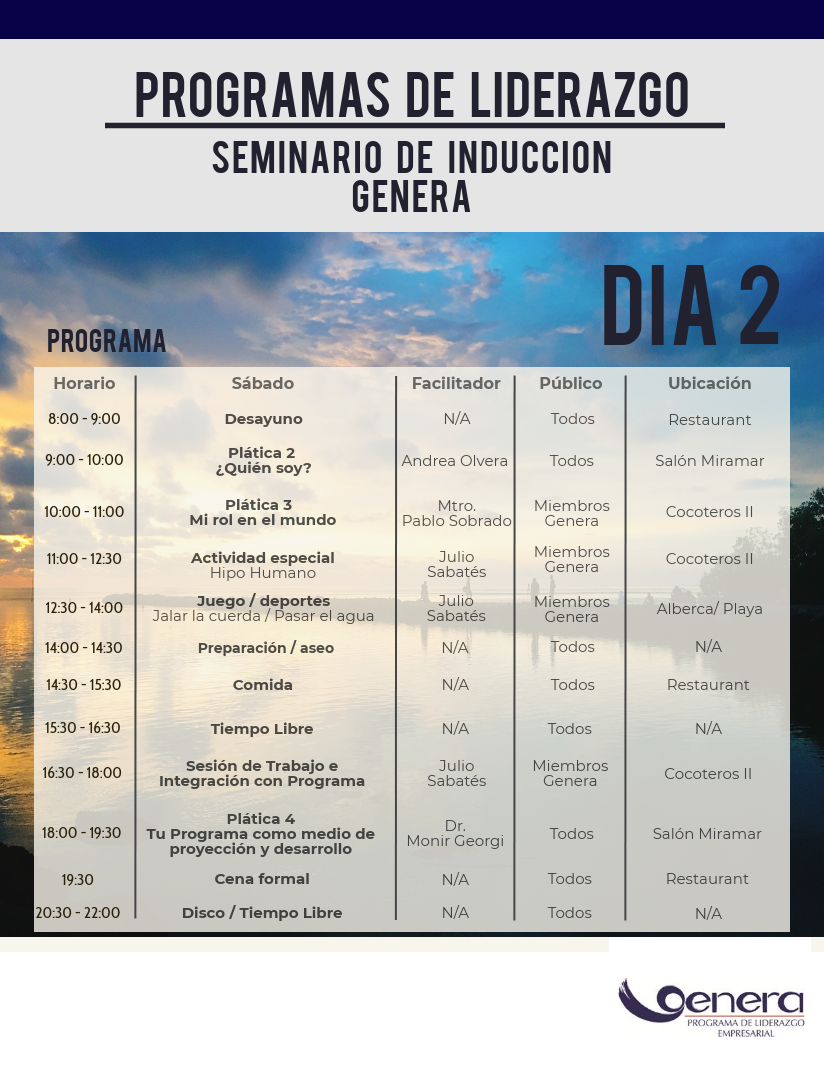 PROGRAMAS DE LIDERAZGO
SEMINARIO DE INDUCCION
GENERA
DIA 2
PROGRAMA
Horario Sábado Facilitador Público Ubicación
8:00 - 9:00 Desayuno N/A Todos Restaurant
9:00 - 10:00 Plática 2
¿Quién soy? Andrea Olvera Todos Salón Miramar
10:00 - 11:00 Plática 3
Mi rol en el mundo Mtro.
Pablo Sobrado Miembros
Genera Cocoteros II
11:00 - 12:30 Actividad especial
Hipo Humano Julio
Sabatés Miembros
Genera Cocoteros II
12:30 - 14:00 Juego / deportes
Jalar la cuerda / Pasar el agua Julio
Sabatés Miembros
Genera Alberca/ Playa
14:00 - 14:30 Preparación / aseo N/A Todos N/A
14:30 - 15:30 Comida N/A Todos Restaurant
15:30 - 16:30 Tiempo Libre N/A Todos N/A
16:30 - 18:00 Sesión de Trabajo e
Integración con Programa Julio
Sabatés Miembros
Genera Cocoteros II
18:00 - 19:30 Plática 4
Tu Programa como medio de
proyección y desarrollo Dr.
Monir Georgi Todos Salón Miramar
19:30 Cena formal N/A Todos Restaurant
20:30 - 22:00 Disco / Tiempo Libre N/A Todos N/A
Genera
PROGRAMA DE LIDERAZGO
EMPRESARIAL